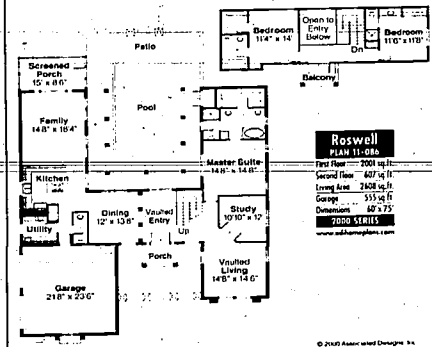 Patio
Screened
Porch
15' x 8'6"
Family
14'8" x 16'4"
Pool
Kitchen
Utility
Dining
12' x 13'8"
Vaulted
Entry
Up
Porch
Garage
21'8" x 23'6"
Master Suite
14'8" x 14'8"
Study
10'10" x 12'
Vaulted
Living
14'8" x 14'6"
Bedroom
11'4" x 14'
Open to
Entry
Below
Dn
Bedroom
11'6" x 11'8"
Balcony
Roswell
PLAN 11-086
First Floor 2001 sq.ft.
Second Floor 607 sq.ft.
Living Area 2608 sq.ft.
Garage 555 sq.ft.
Dimensions 60' x 75'
2000 SERIES
www.adihomeplans.com
© 2000 Associated Designs, Inc.